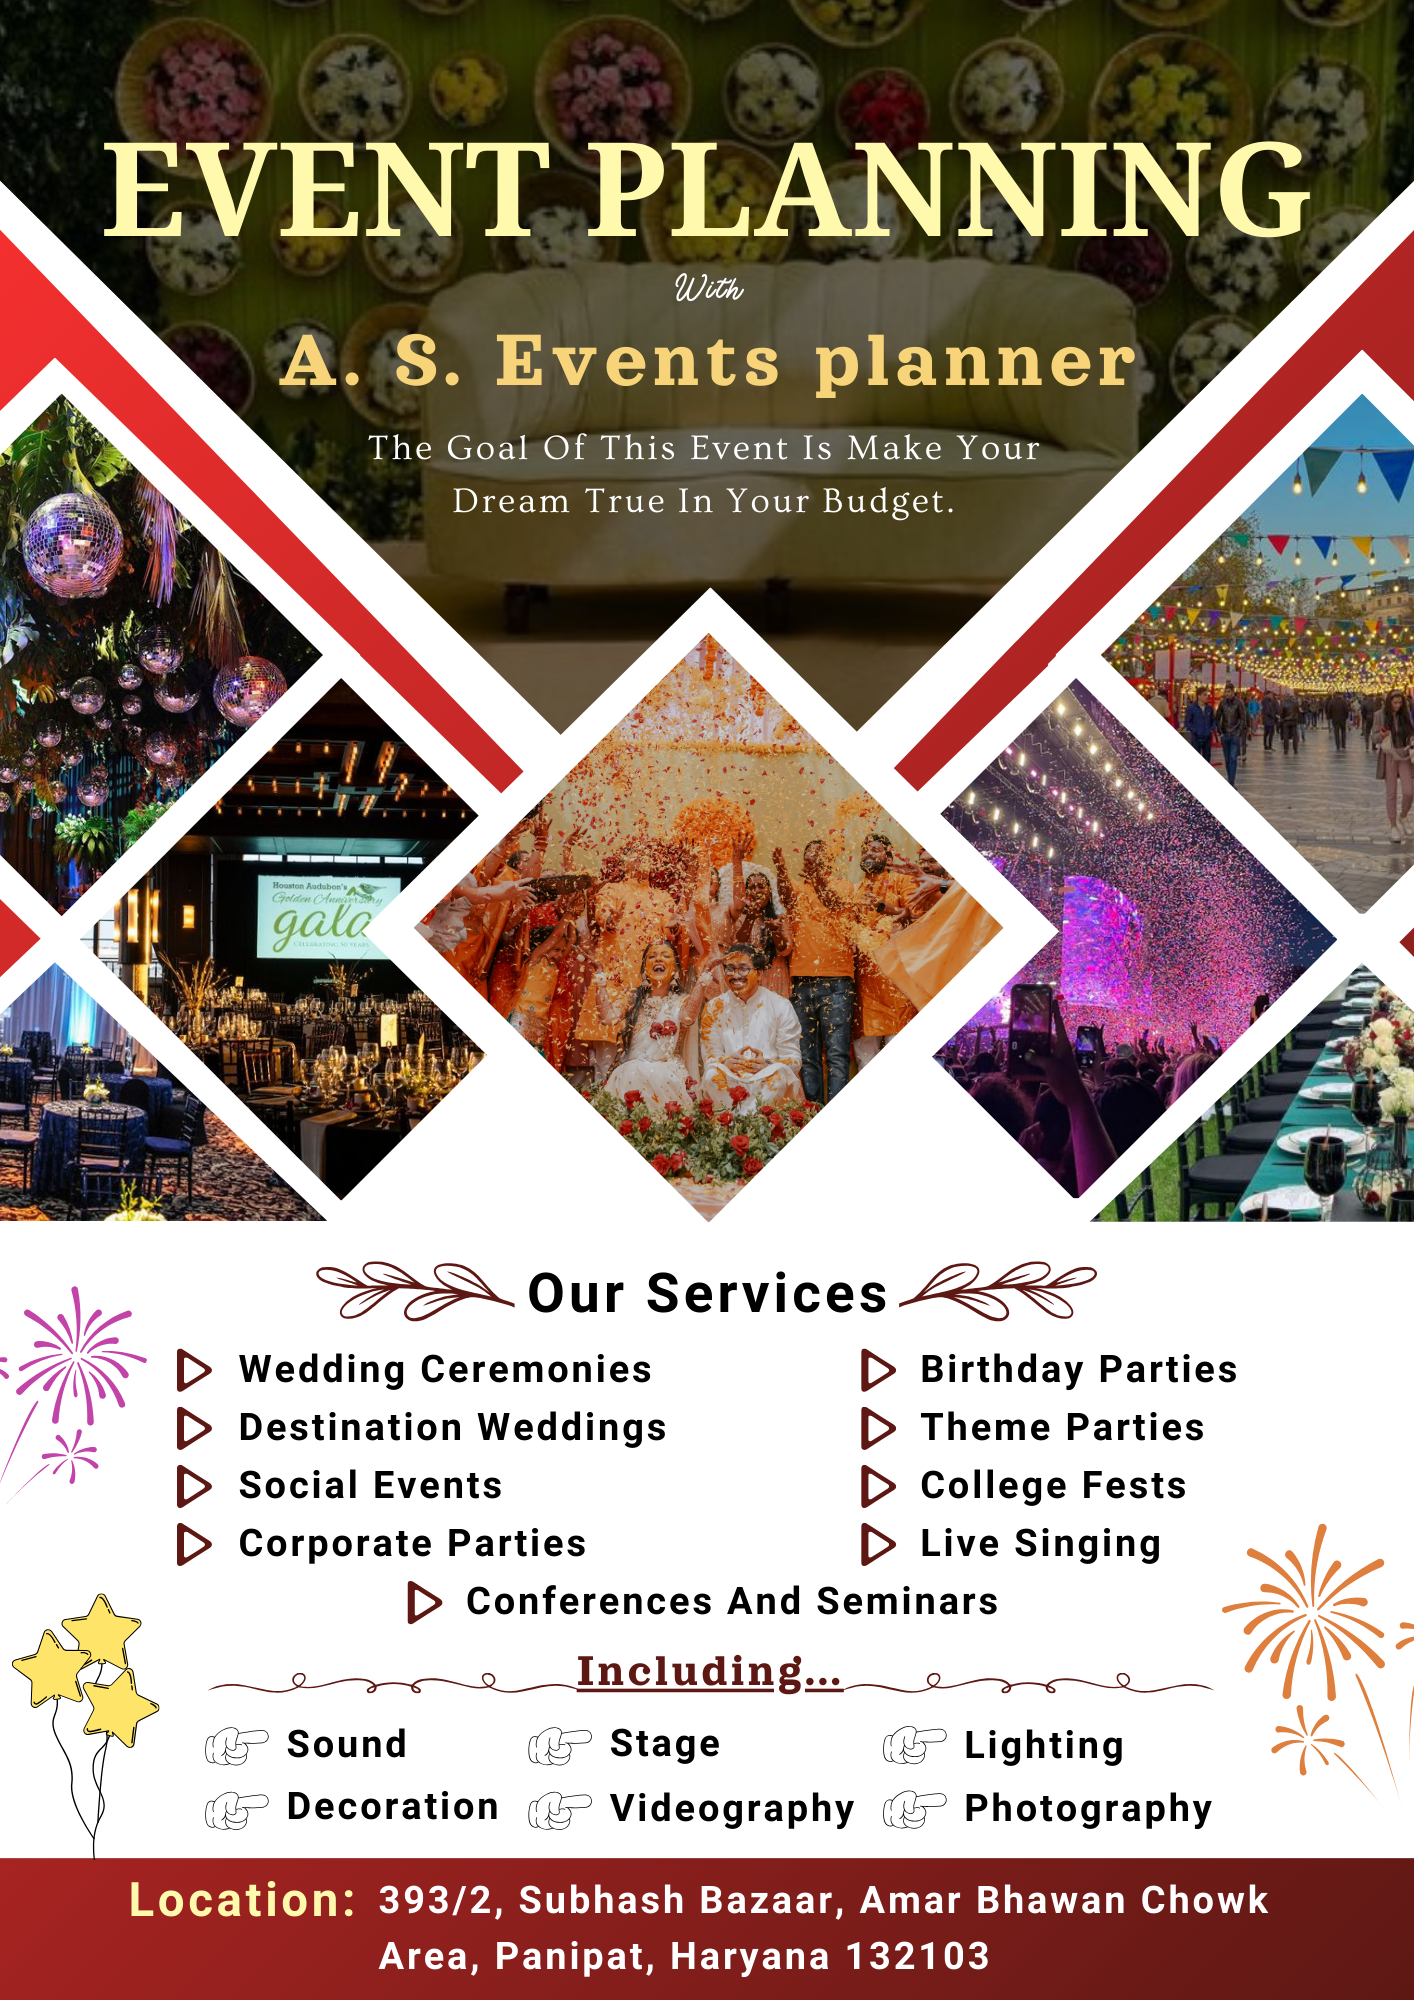 EVENT PLANNING
With
A. S. Events planner
The Goal Of This Event Is Make Your
Dream True In Your Budget.
Houston Audubon's
Golden Anniversary
gala
CELEBRATING 50 YEARS
Our Services
Wedding Ceremonies
Birthday Parties
Destination Weddings
Theme Parties
Social Events
College Fests
Corporate Parties
Live Singing
Conferences And Seminars
Including...
Sound
Stage
Lighting
Decoration
Videography
Photography
Location: 393/2, Subhash Bazaar, Amar Bhawan Chowk
Area, Panipat, Haryana 132103